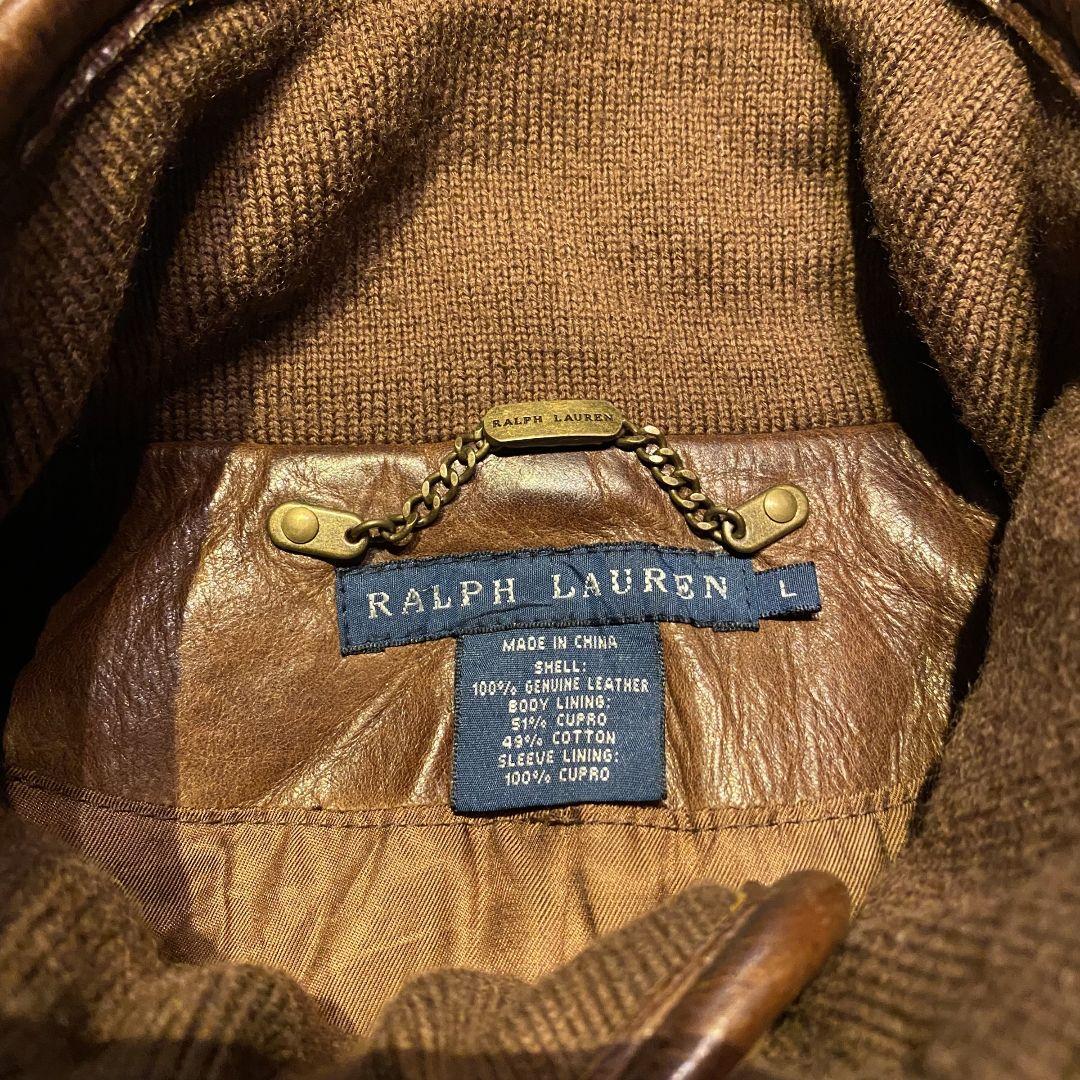 RALPH LAUREN
RALPH LAUREN
L
MADE IN CHINA
SHELL:
100% GENUINE LEATHER
BODY LINING:
51% CUPRO
49% COTTON
SLEEVE LINING:
100% CUPRO